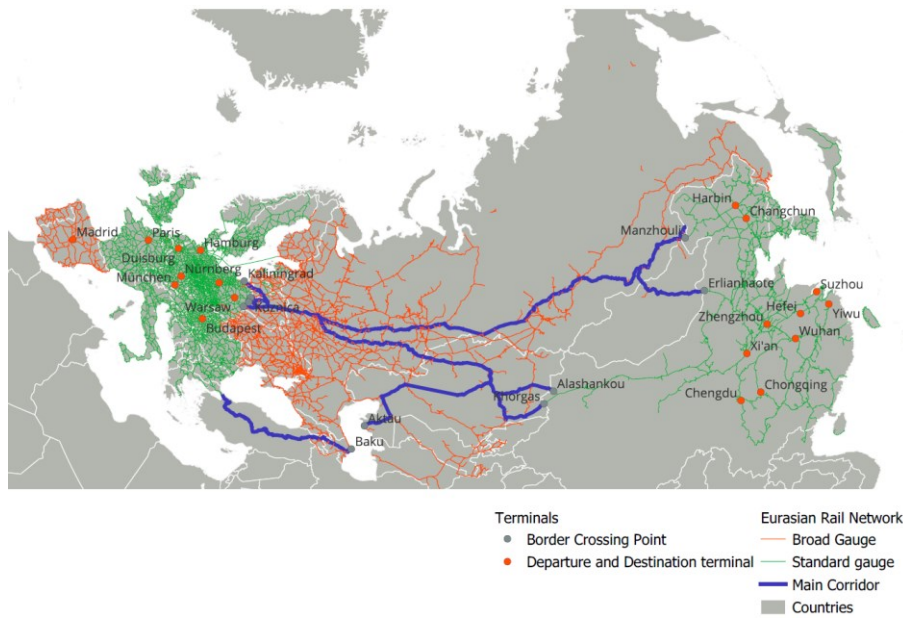 Harbin
Changchun
Manzhouli
Madrid
Paris
Hamburg
Duisburg
Nürnberg
Kaliningrad
München
Erlianhaote
Suzhou
Warsaw
Kuznica
Hefei
Yiwu
Zhengzhou
Budapest
Wuhan
Xi'an
Alashankou
Khorgas
Chengdu
Chongqing
Aktau
Baku
Terminals
Border Crossing Point
Departure and Destination terminal
Eurasian Rail Network
Broad Gauge
Standard gauge
Main Corridor
Countries